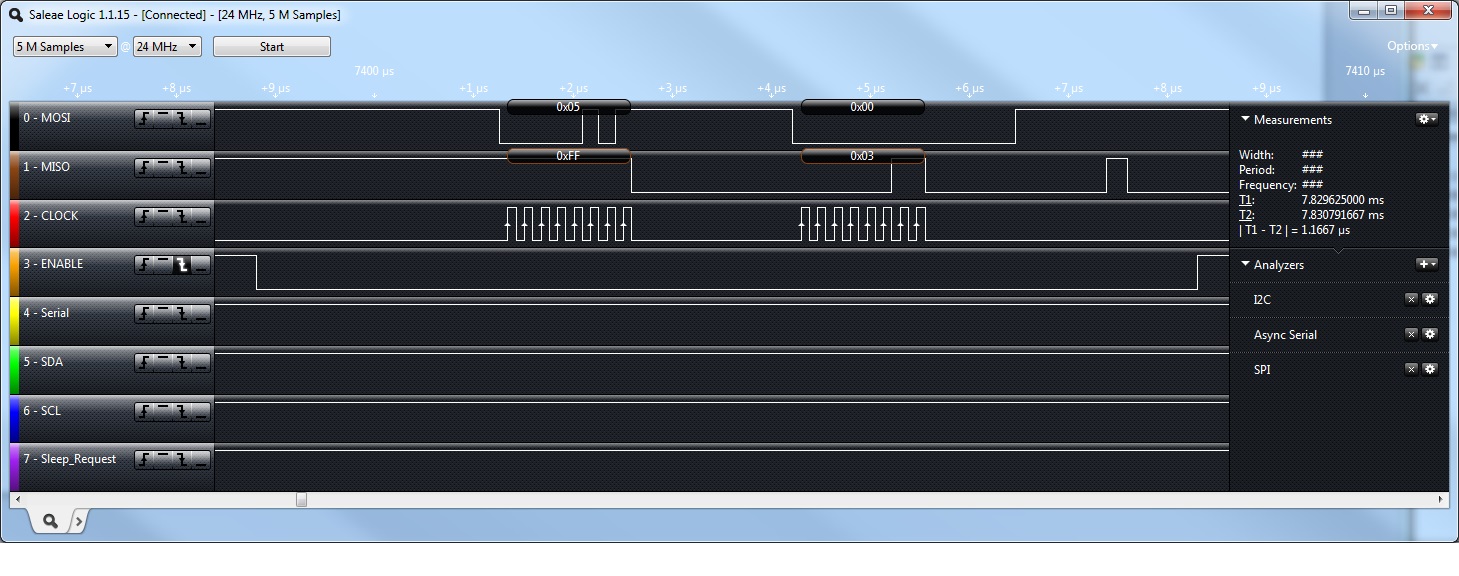 Saleae Logic 1.1.15 - [Connected] - [24 MHz, 5 M Samples]
5 M Samples @ 24 MHz Start Options
7400 µs 7410 µs
+7 µs +8 µs +9 µs +1 µs +2 µs +3 µs +4 µs +5 µs +6 µs +7 µs +8 µs +9 µs
0 - MOSI 0x05 0x00
1 - MISO 0xFF 0x03
2 - CLOCK
3 - ENABLE
4 - Serial
5 - SDA
6 - SCL
7 - Sleep_Request
Measurements
Width: ###
Period: ###
Frequency: ###
T1: 7.829625000 ms
T2: 7.830791667 ms
| T1 - T2 | = 1.1667 µs
Analyzers
I2C
Async Serial
SPI